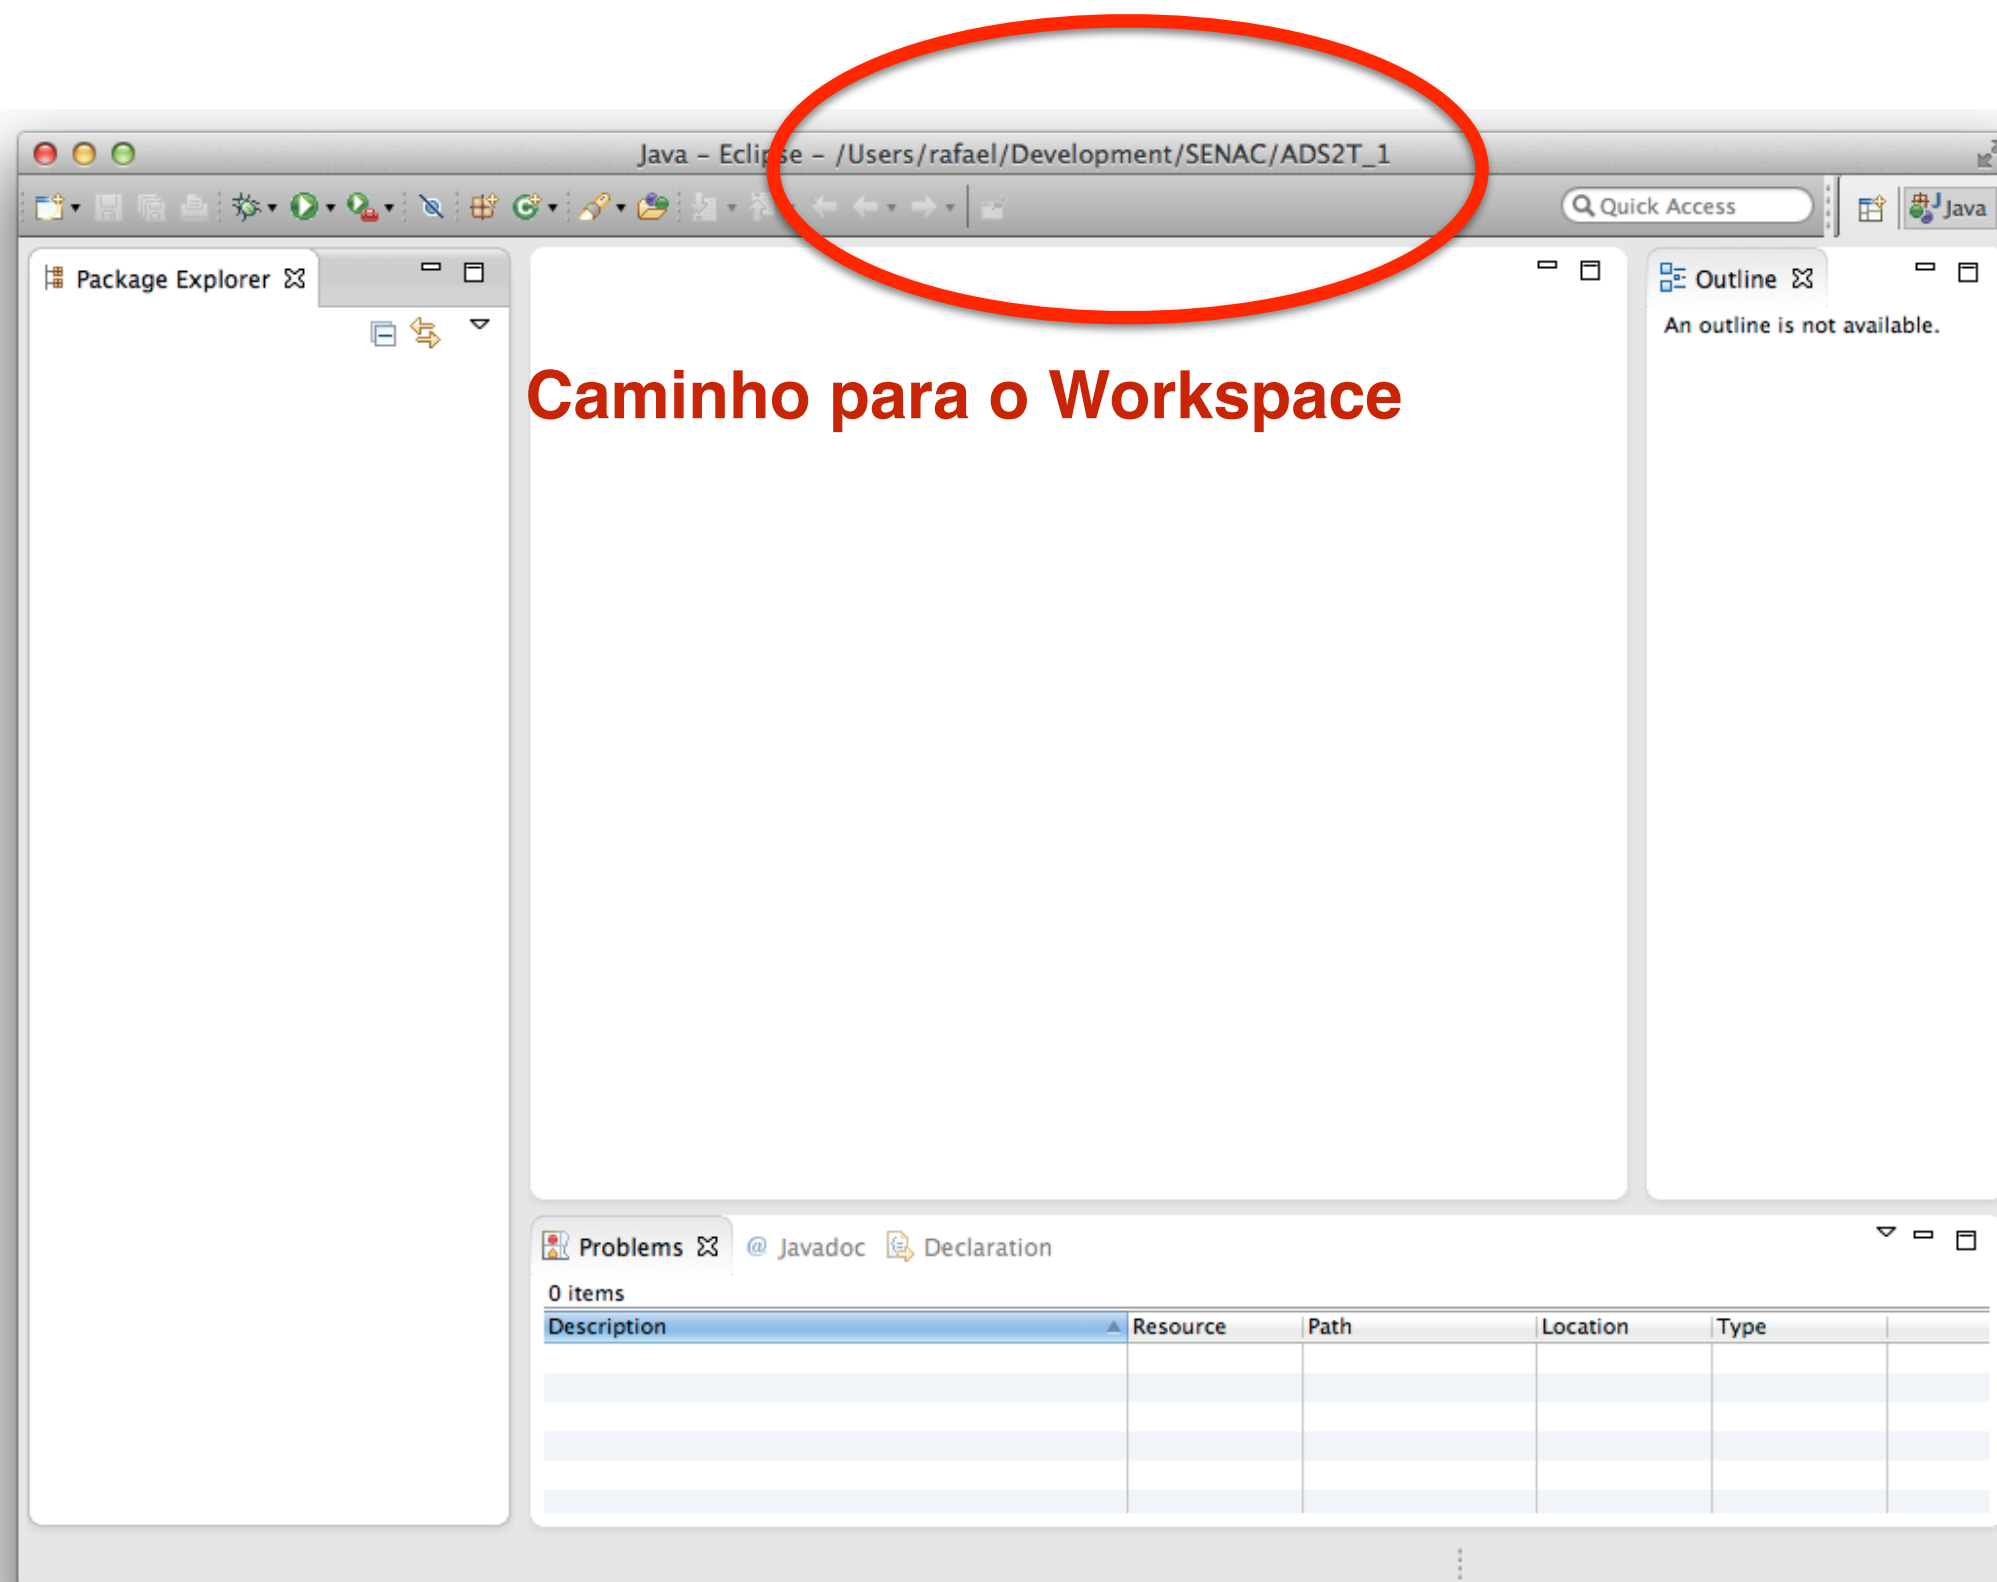 Java – Eclipse – /Users/rafael/Development/SENAC/ADS2T_1
Quick Access
Java
Package Explorer
Outline
An outline is not available.
Caminho para o Workspace
Problems @ Javadoc Declaration
0 items
Description Resource Path Location Type